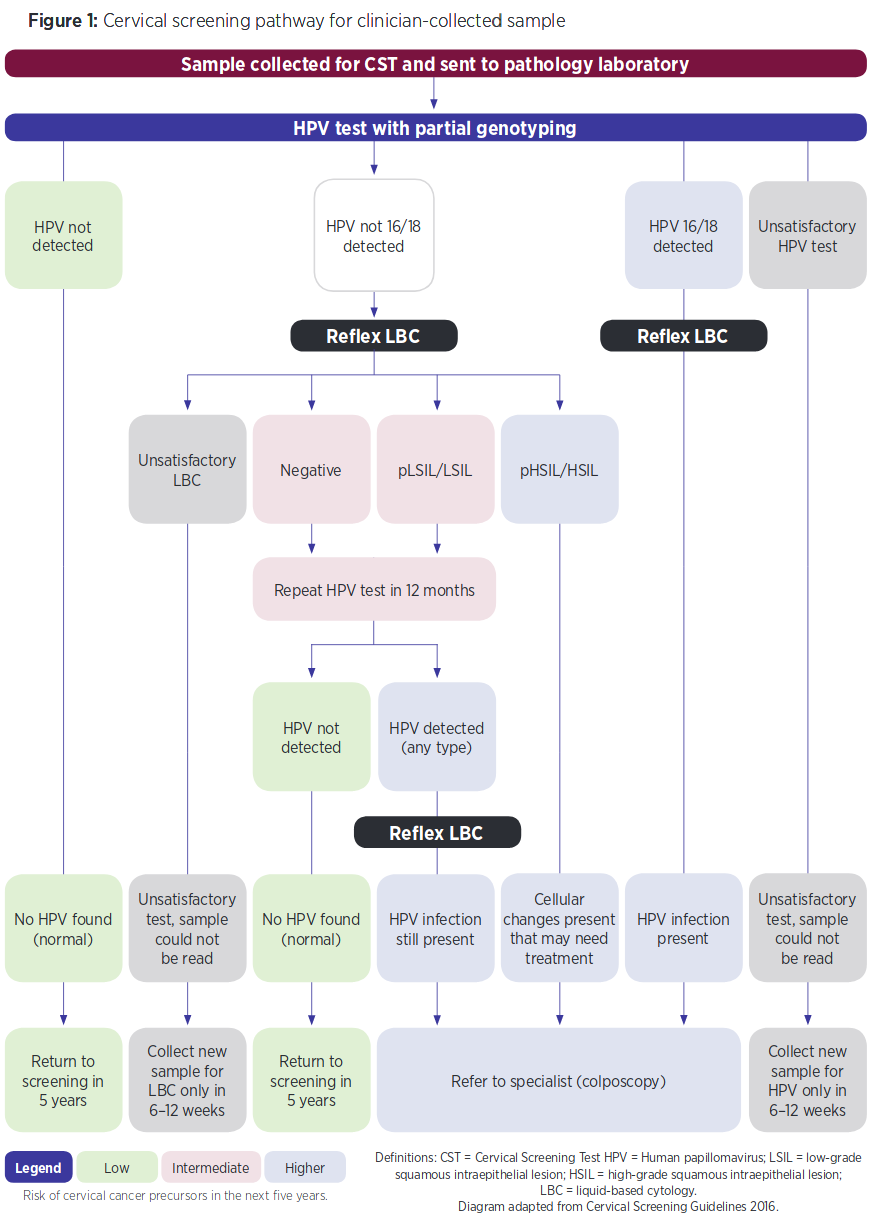 Figure 1: Cervical screening pathway for clinician-collected sample
Sample collected for CST and sent to pathology laboratory
HPV test with partial genotyping
HPV not
detected
HPV not 16/18
detected
HPV 16/18
detected
Unsatisfactory
HPV test
Reflex LBC
Reflex LBC
Unsatisfactory
LBC
Negative
pLSIL/LSIL
pHSIL/HSIL
Repeat HPV test in 12 months
HPV not
detected
HPV detected
(any type)
Reflex LBC
No HPV found
(normal)
Unsatisfactory
test, sample
could not
be read
No HPV found
(normal)
HPV infection
still present
Cellular
changes present
that may need
treatment
HPV infection
present
Unsatisfactory
test, sample
could not
be read
Return to
screening in
5 years
Collect new
sample for
LBC only in
6–12 weeks
Return to
screening in
5 years
Refer to specialist (colposcopy)
Collect new
sample for
HPV only in
6–12 weeks
Legend
Low
Intermediate
Higher
Risk of cervical cancer precursors in the next five years.
Definitions: CST = Cervical Screening Test HPV = Human papillomavirus; LSIL = low-grade
squamous intraepithelial lesion; HSIL = high-grade squamous intraepithelial lesion;
LBC = liquid-based cytology.
Diagram adapted from Cervical Screening Guidelines 2016.